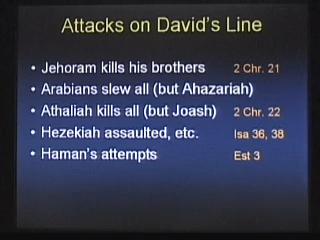 Attacks on David's Line
• Jehoram kills his brothers 2 Chr. 21
• Arabians slew all (but Ahazariah)
• Athaliah kills all (but Joash) 2 Chr. 22
• Hezekiah assaulted, etc. Isa 36, 38
• Haman's attempts Est 3